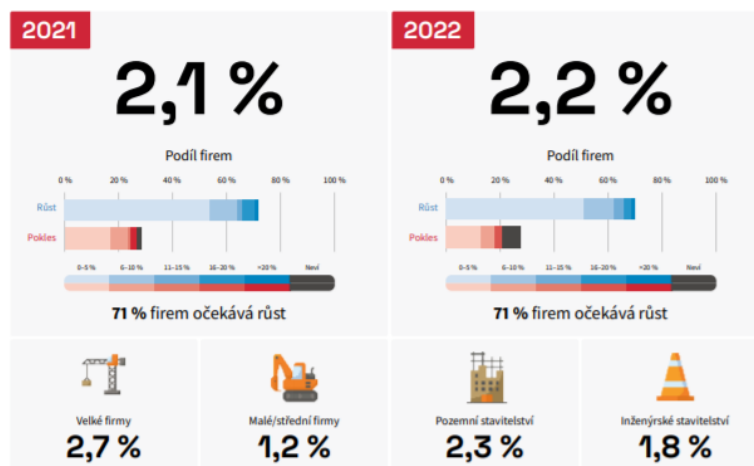 2021
2,1 %
Podíl firem
0 % 20 % 40 % 60 % 80 % 100 %
Růst
Pokles
0–5 % 6–10 % 11–15 % 16–20 % >20 % Neví
71 % firem očekává růst
2022
2,2 %
Podíl firem
0 % 20 % 40 % 60 % 80 % 100 %
Růst
Pokles
0–5 % 6–10 % 11–15 % 16–20 % >20 % Neví
71 % firem očekává růst
Velké firmy
2,7 %
Malé/střední firmy
1,2 %
Pozemní stavitelství
2,3 %
Inženýrské stavitelství
1,8 %